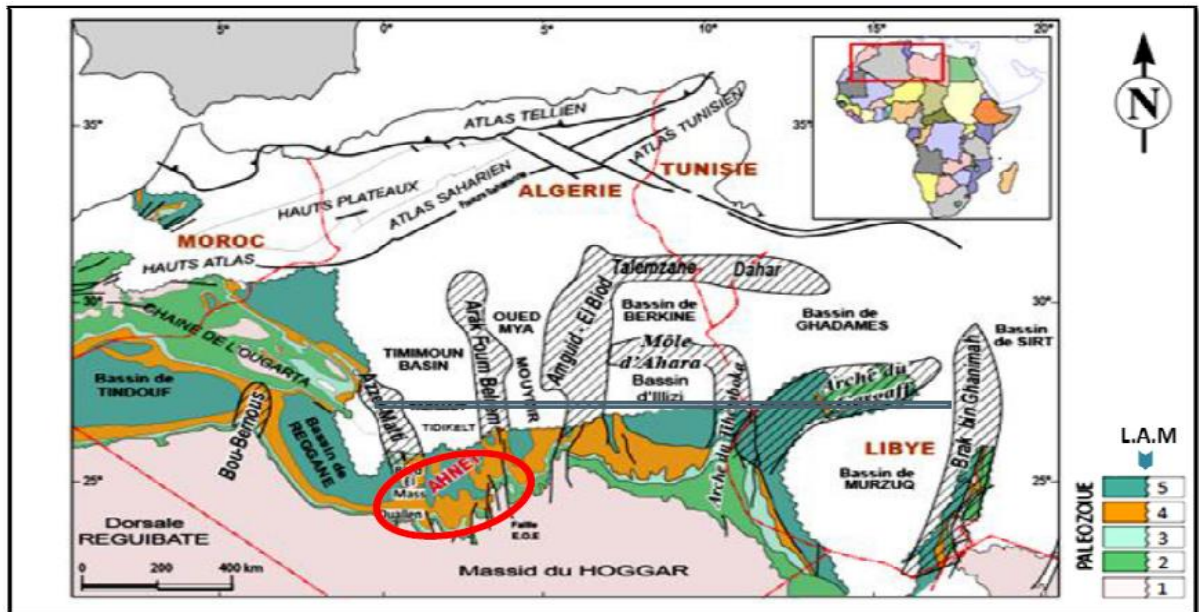 0°
5°
5°
10°
15°
20°
N
35°
35°
ATLAS TELLIEN
ATLAS TUNISIEN
TUNISIE
ALGERIE
HAUTS PLATEAUX
ATLAS SAHARIEN
MOROC
HAUTS ATLAS
Talemzane
Dahar
30°
30°
CHAINE DE L'OUGARTA
Arak Foum Belrem
OUED
MYA
Amguid - El Biod
Bassin de
BERKINE
Bassin de
GHADAMES
Bassin
de SIRT
TIMIMOUN
BASIN
MOUYDIR
Môle
d'Ahara
Bassin
d'Illizi
Arche du
Brak bin Ghanimah
Bassin de
TINDOUF
Azzel Matti
TIDIKELT
Bou-Bernous
Bassin de
REGGANE
AHNET
Mass
Ouallen
Arche du Tihemboka
LIBYE
Bassin de
MURZUQ
25°
25°
Faille
E.O.E
Dorsale
REGUIBATE
Massid du HOGGAR
0 200 400 km
L.A.M
PALEOZOIUE
5
4
3
2
1